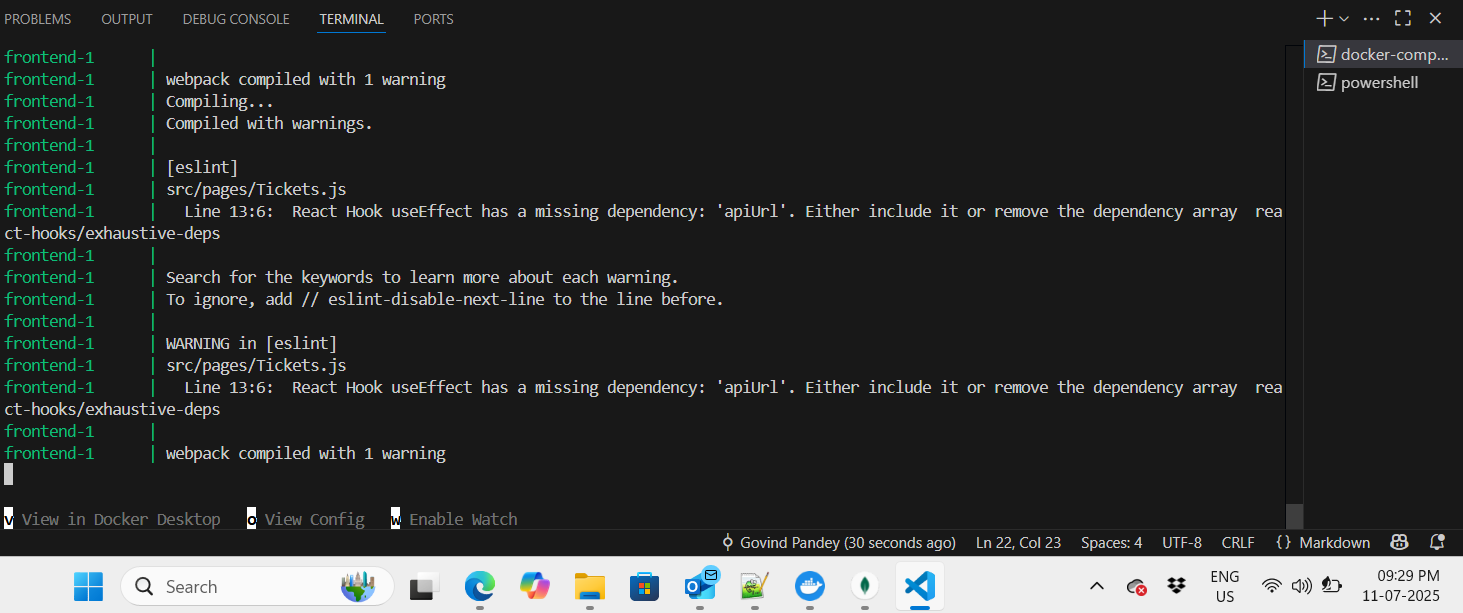 PROBLEMS OUTPUT DEBUG CONSOLE TERMINAL PORTS
frontend-1 |
frontend-1 | webpack compiled with 1 warning
frontend-1 | Compiling...
frontend-1 | Compiled with warnings.
frontend-1 |
frontend-1 | [eslint]
frontend-1 | src/pages/Tickets.js
frontend-1 | Line 13:6: React Hook useEffect has a missing dependency: 'apiUrl'. Either include it or remove the dependency array rea
ct-hooks/exhaustive-deps
frontend-1 |
frontend-1 | Search for the keywords to learn more about each warning.
frontend-1 | To ignore, add // eslint-disable-next-line to the line before.
frontend-1 |
frontend-1 | WARNING in [eslint]
frontend-1 | src/pages/Tickets.js
frontend-1 | Line 13:6: React Hook useEffect has a missing dependency: 'apiUrl'. Either include it or remove the dependency array rea
ct-hooks/exhaustive-deps
frontend-1 |
frontend-1 | webpack compiled with 1 warning
v View in Docker Desktop o View Config w Enable Watch
docker-comp...
powershell
Govind Pandey (30 seconds ago) Ln 22, Col 23 Spaces: 4 UTF-8 CRLF {} Markdown
Search
ENG
US
09:29 PM
11-07-2025